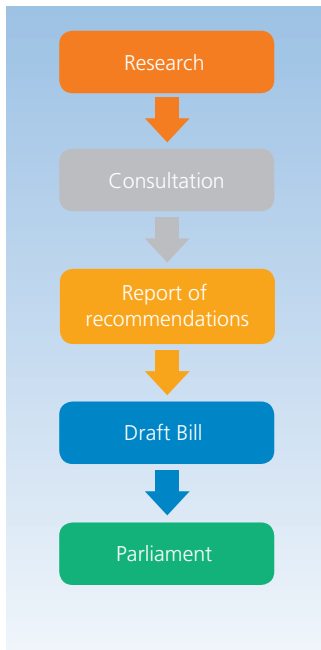 Research
Consultation
Report of
recommendations
Draft Bill
Parliament